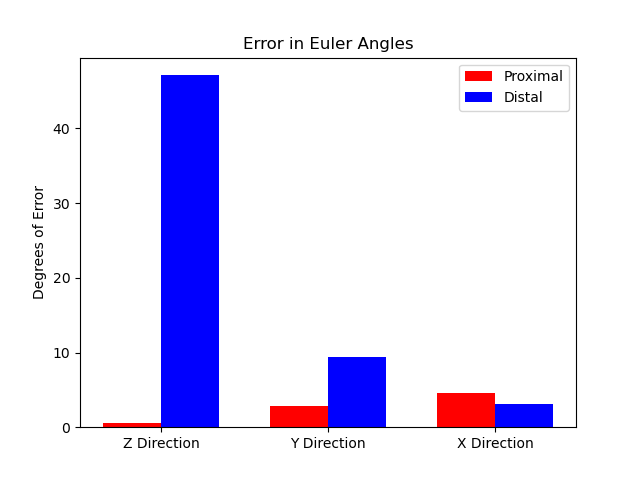 Error in Euler Angles
Proximal
Distal
Degrees of Error
40
30
20
10
0
Z Direction
Y Direction
X Direction